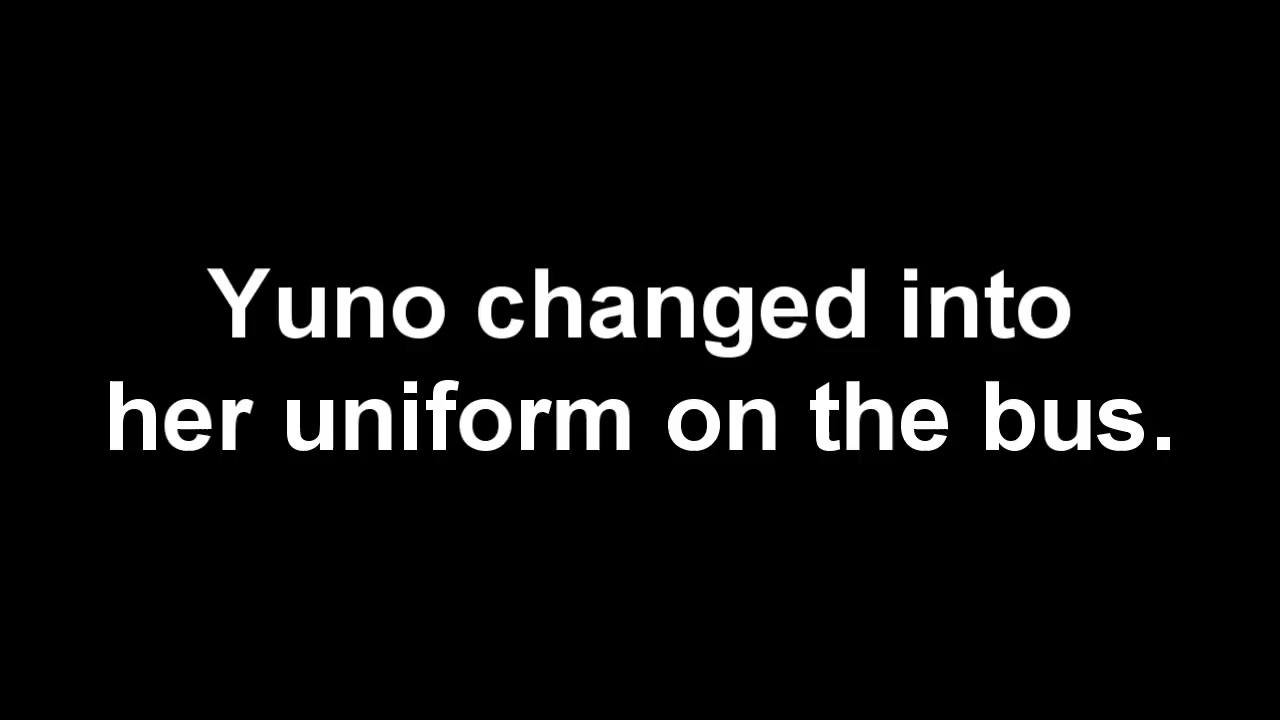 Yuno changed into
her uniform on the bus.